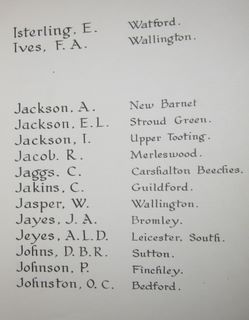 Isterling, E. Watford.
Ives, F. A. Wallington.
Jackson, A. New Barnet
Jackson, E. L. Stroud Green.
Jackson, I. Upper Tooting.
Jacob. R. Merleswood.
Jaggs. C. Carshalton Beeches.
Jakins, C. Guildford.
Jasper, W. Wallington.
Jayes, J. A. Bromley.
Jeyes, A. L. D. Leicester, South.
Johns, D. B. R. Sutton.
Johnson, P. Finchley.
Johnston, O. C. Bedford.